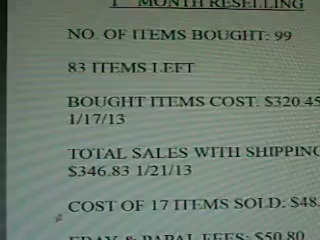 1 MONTH RESELLING
NO. OF ITEMS BOUGHT: 99
83 ITEMS LEFT
BOUGHT ITEMS COST. $320.45
1/17/13
TOTAL SALES WITH SHIPPING
$346.83 1/21/13
COST OF 17 ITEMS SOLD: $48.
EBAY & PAPAL FEES: $50.80